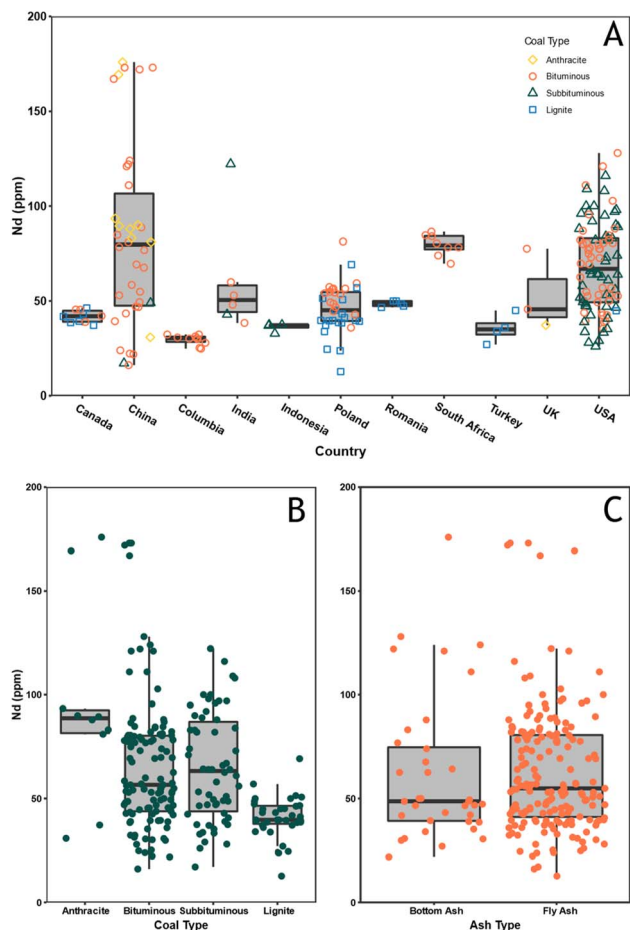 A
Coal Type
Anthracite
Bituminous
Subbituminous
Lignite
200
150
100
50
0
Nd (ppm)
Canada
China
Columbia
India
Indonesia
Poland
Romania
South Africa
Turkey
UK
USA
Country
B
200
150
100
50
0
Nd (ppm)
Anthracite Bituminous Subbituminous Lignite
Coal Type
C
200
150
100
50
0
Bottom Ash Fly Ash
Ash Type